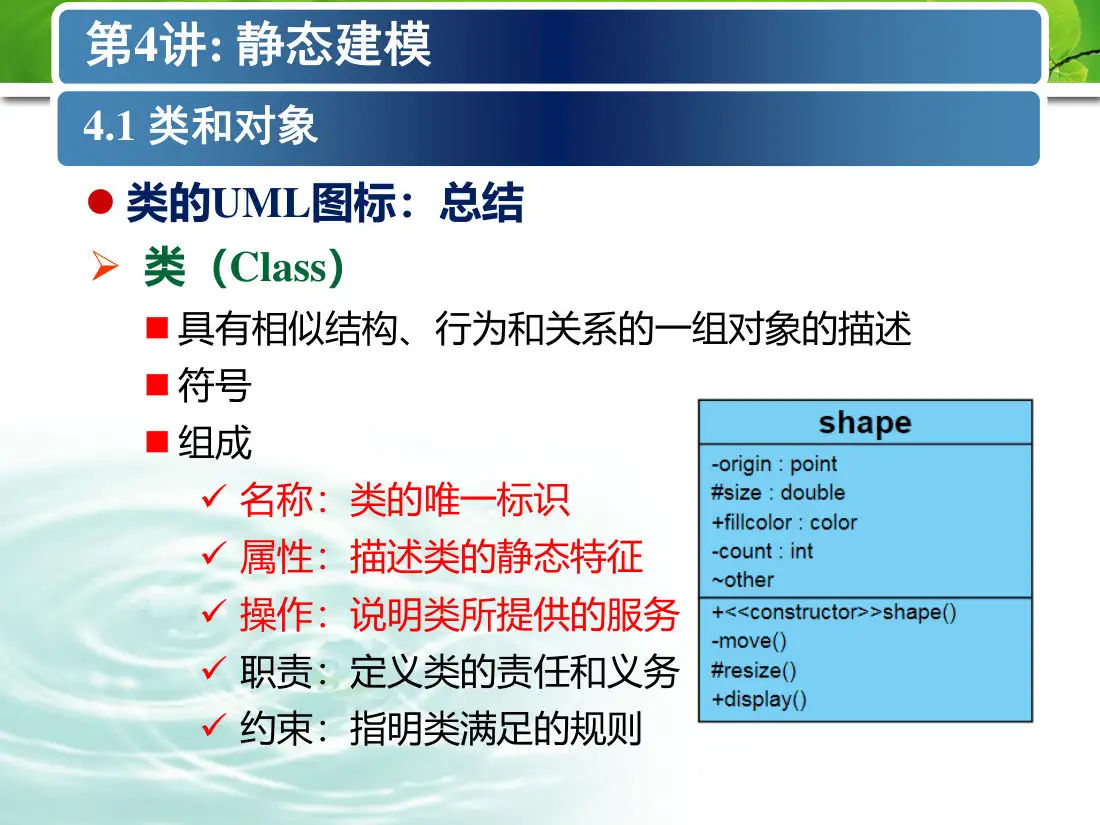 第4讲: 静态建模
4.1 类和对象
类的UML图标：总结
类（Class）
具有相似结构、行为和关系的一组对象的描述
符号
组成
名称：类的唯一标识
属性：描述类的静态特征
操作：说明类所提供的服务
职责：定义类的责任和义务
约束：指明类满足的规则
shape
-origin : point
#size : double
+fillcolor : color
-count : int
~other
+<<constructor>>shape()
-move()
#resize()
+display()